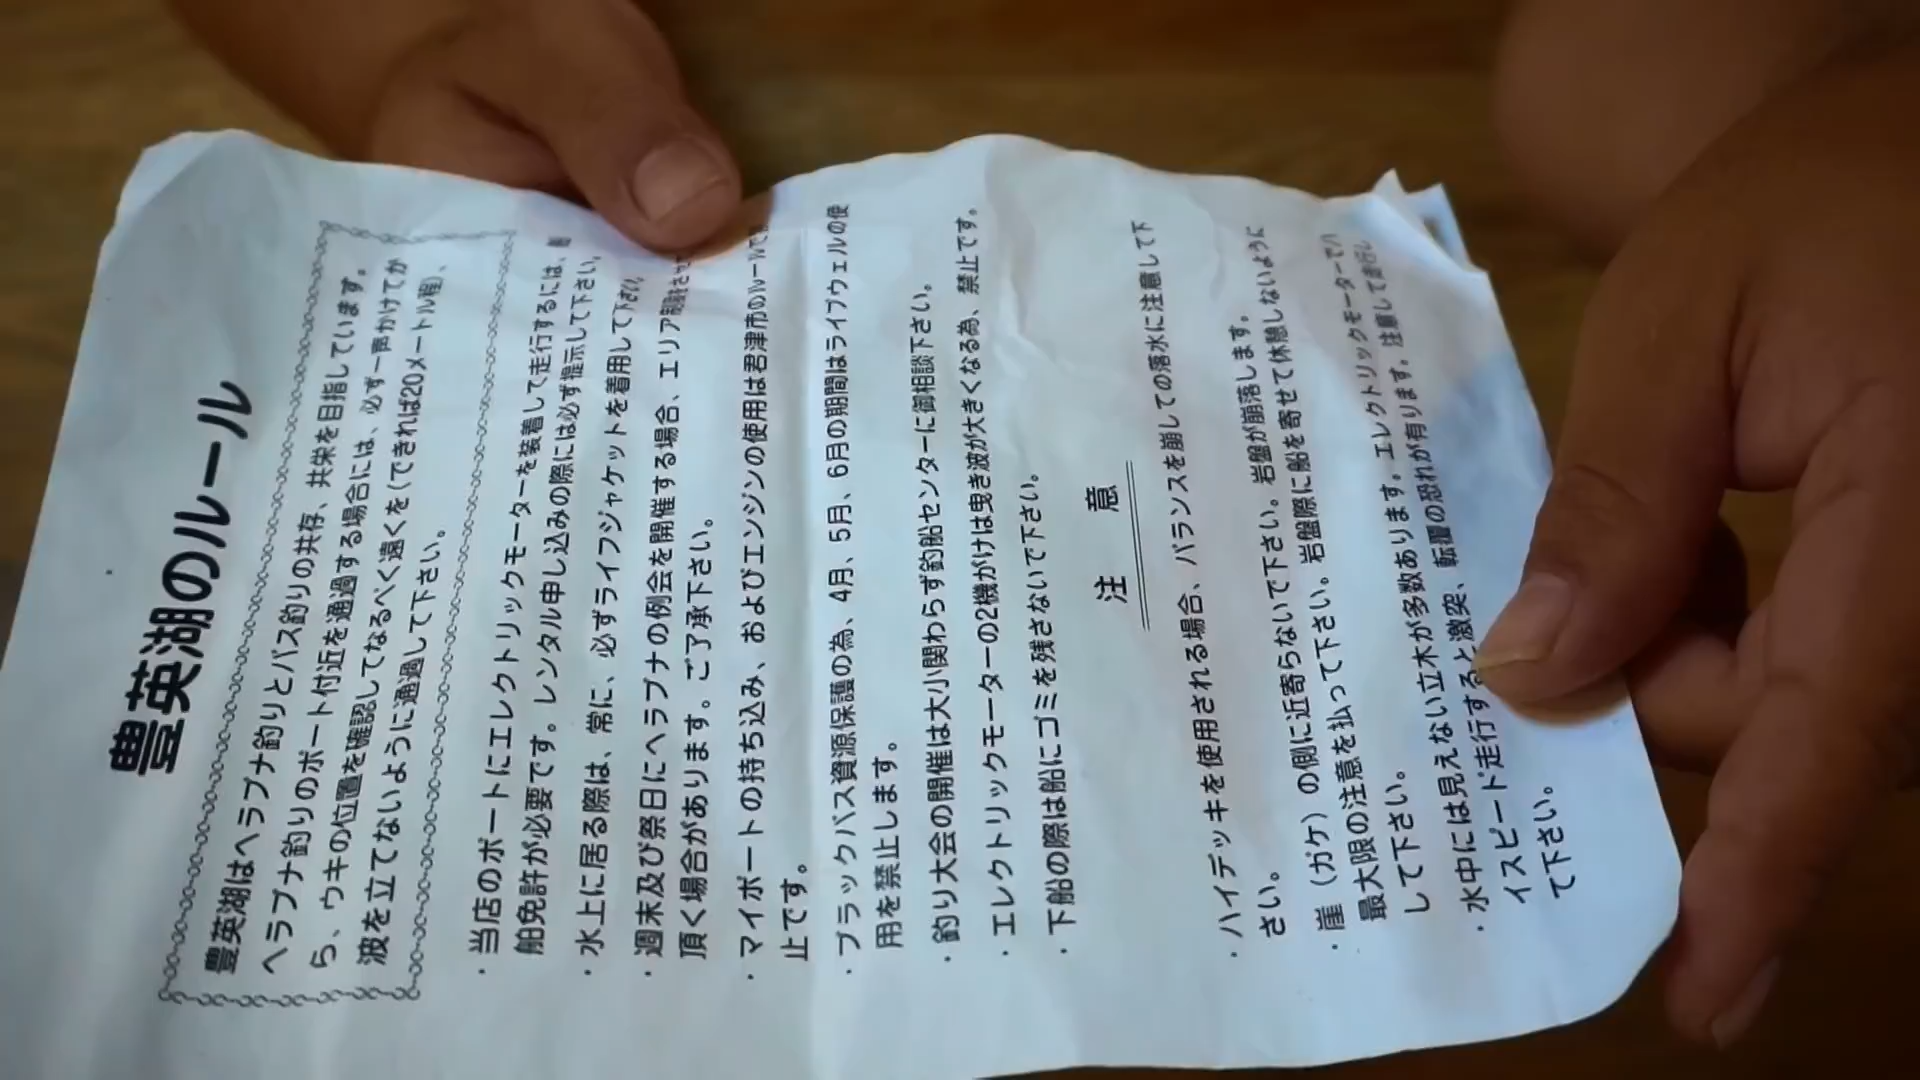 豊英湖のルール
豊英湖はヘラブナ釣りとバス釣りの共存、共栄を目指しています。
ヘラブナ釣りのボート付近を通過する場合には、必ず一声かけてか
ら、ウキの位置を確認してなるべく遠くを(できれば20メートル程)、
波を立てないように通過して下さい。
・当店のボートにエレクトリックモーターを装着して走行するには、船
舶免許が必要です。レンタル申し込みの際には必ず提示して下さい。
・水上に居る際は、常に、必ずライフジャケットを着用して下さい。
・週末及び祭日にヘラブナの例会を開催する場合、エリア制限させ
頂く場合があります。ご了承下さい。
・マイボートの持ち込み、およびエンジンの使用は君津市のルールで
止です。
・ブラックバス資源保護の為、4月、5月、6月の期間はライブウェルの使
用を禁止します。
・釣り大会の開催は大小関わらず釣船センターに御相談下さい。
・エレクトリックモーターの2機がけは曳き波が大きくなる為、禁止です。
・下船の際は船にゴミを残さないで下さい。
注 意
・ハイデッキを使用される場合、バランスを崩しての落水に注意して下
さい。
・崖（ガケ）の側に近寄らないで下さい。岩盤が崩落します。
最大限の注意を払って下さい。岩盤際に船を寄せて休憩しないように
して下さい。
・水中には見えない立木が多数あります。エレクトリックモーターでハ
イスピード走行すると激突、転覆の恐れが有ります。注意して走行し
て下さい。